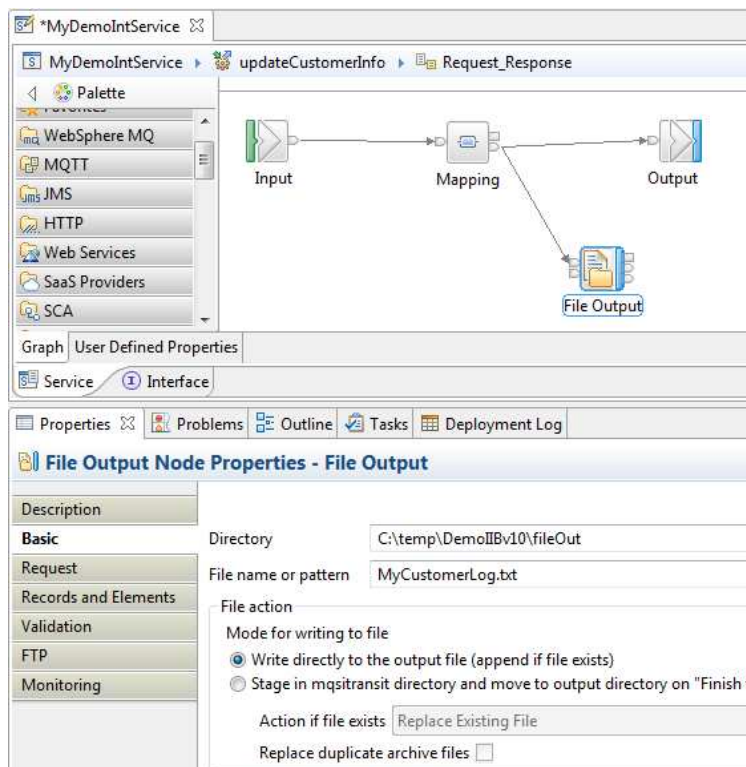 *MyDemoIntService
MyDemoIntService updateCustomerInfo Request_Response
Palette
Favorites
WebSphere MQ
MQTT
JMS
HTTP
Web Services
SaaS Providers
SCA
Input
Mapping
Output
File Output
Graph User Defined Properties
Service Interface
Properties Problems Outline Tasks Deployment Log
File Output Node Properties - File Output
Description
Basic
Request
Records and Elements
Validation
FTP
Monitoring
Directory C:\temp\DemoIIBv10\fileOut
File name or pattern MyCustomerLog.txt
File action
Mode for writing to file
Write directly to the output file (append if file exists)
Stage in mqsitransit directory and move to output directory on "Finish
Action if file exists Replace Existing File
Replace duplicate archive files